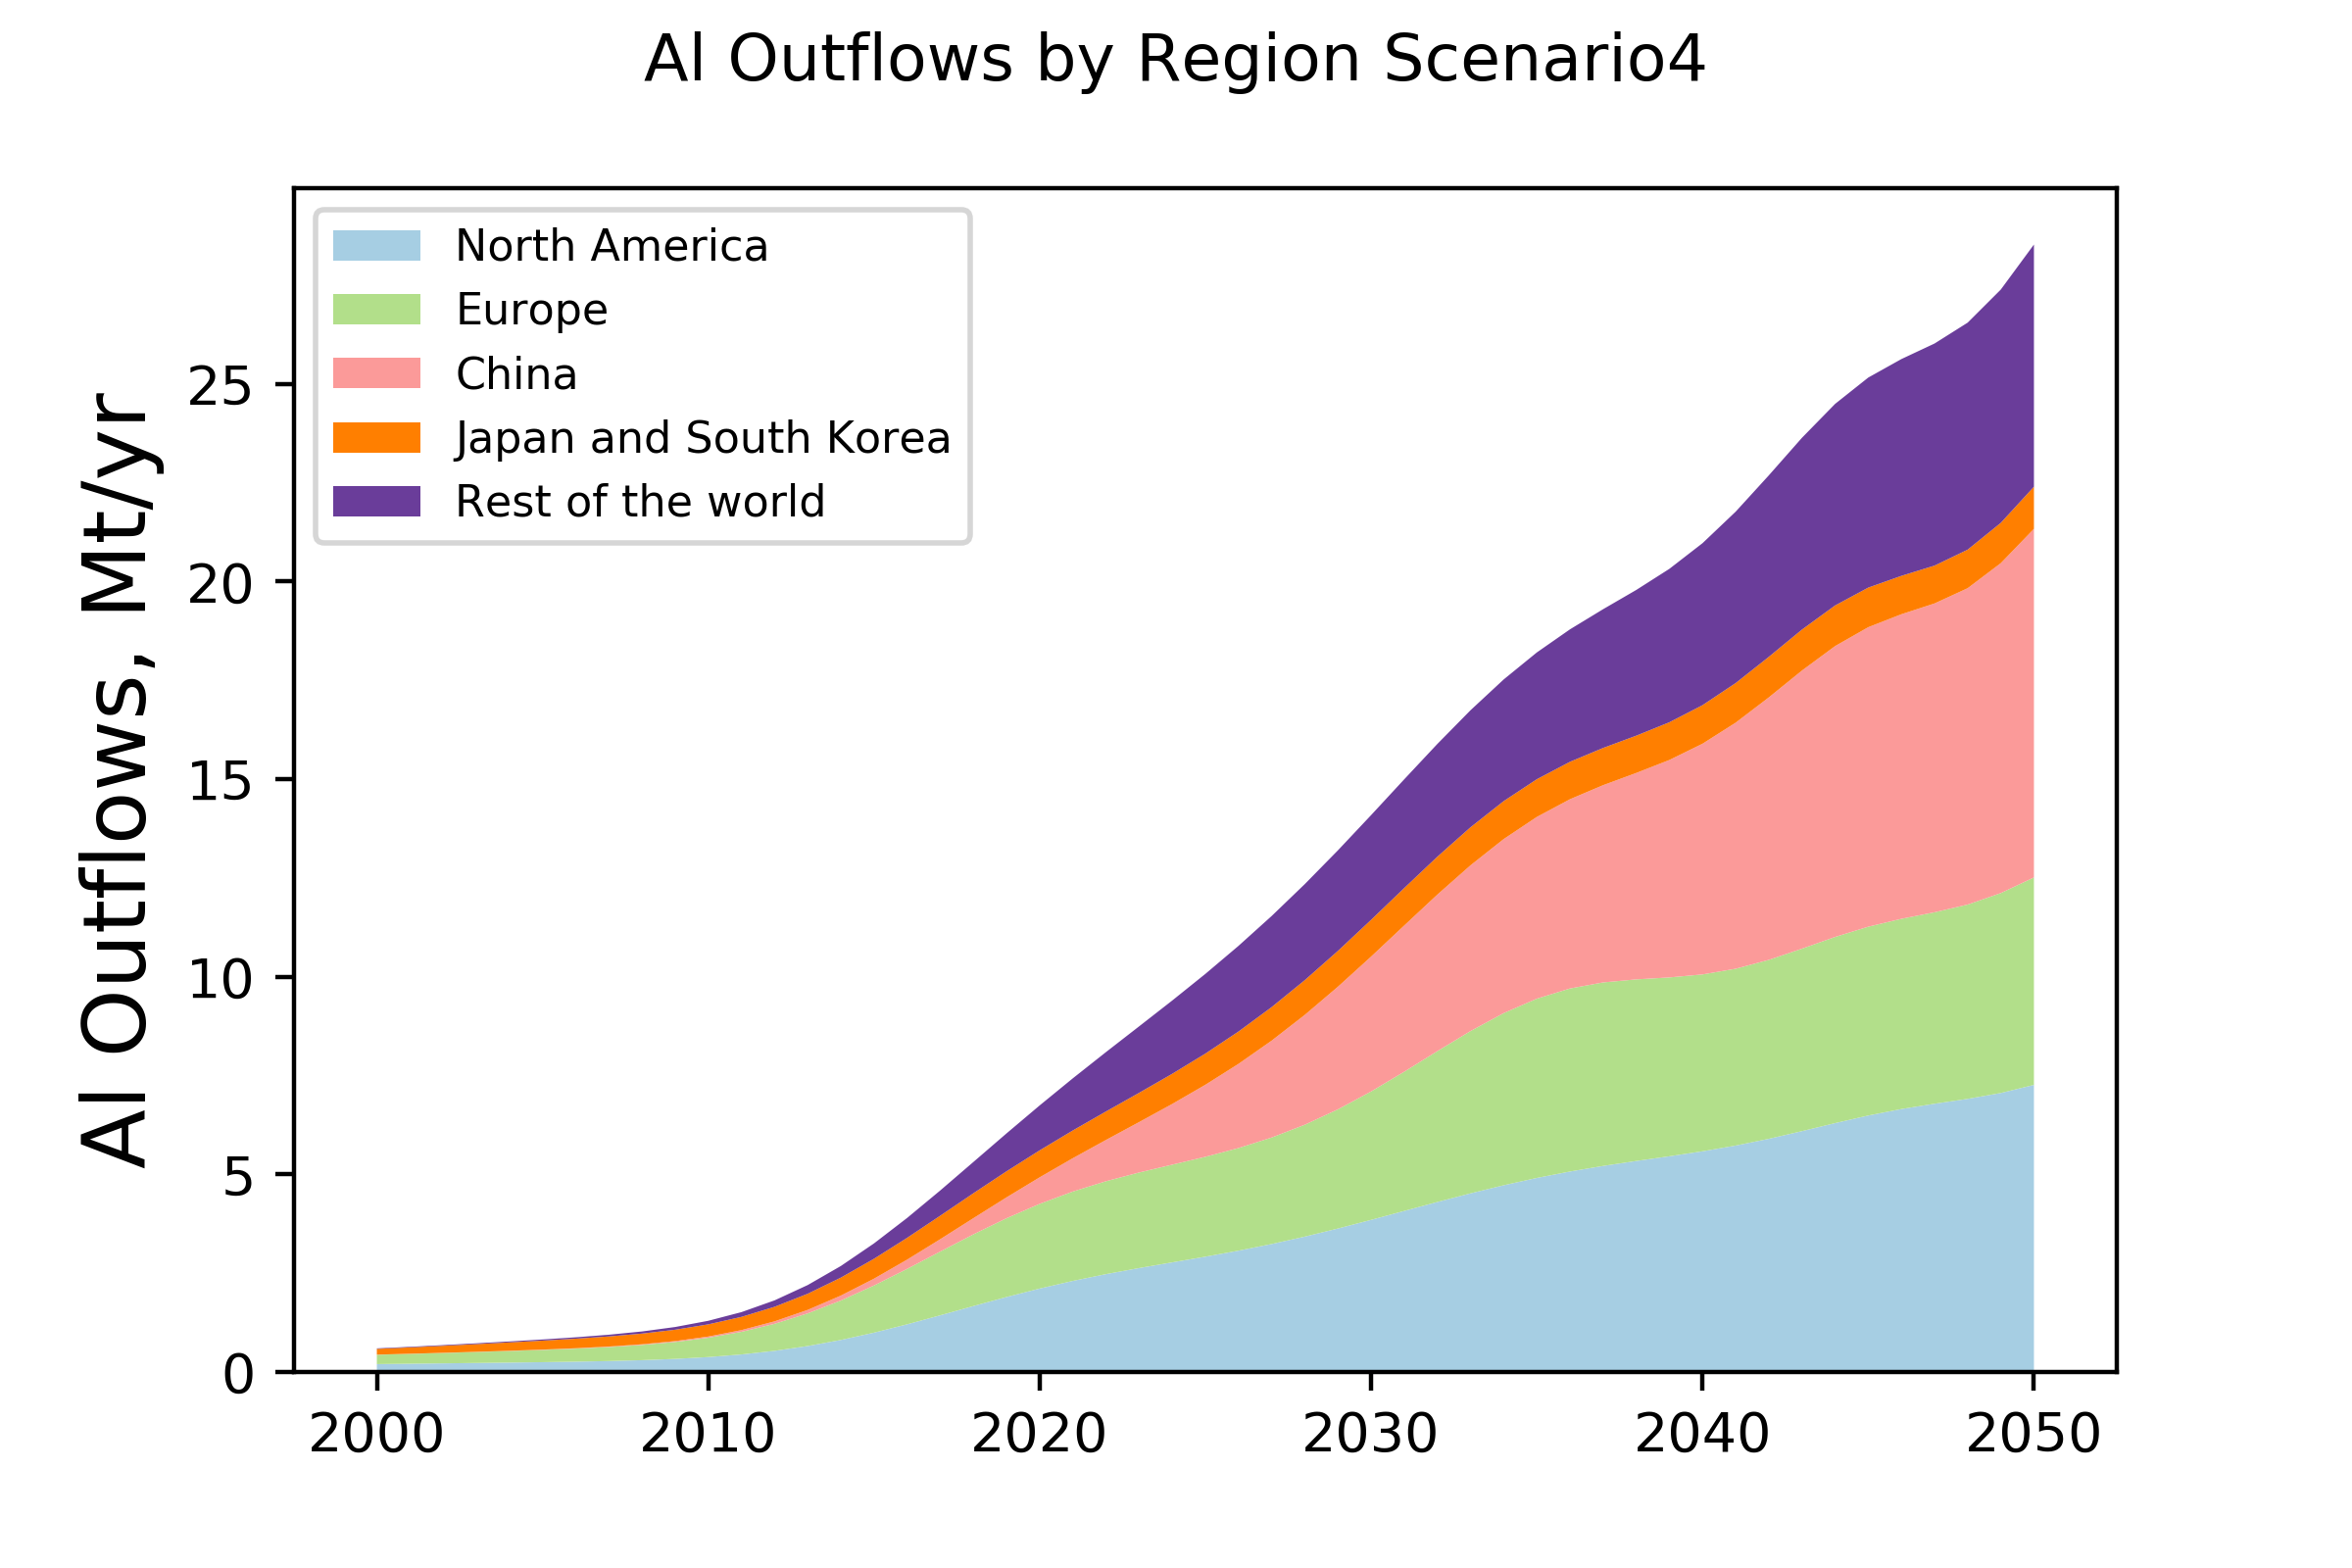 Al Outflows by Region Scenario4
North America
Europe
China
Japan and South Korea
Rest of the world
Al Outflows, Mt/yr
25
20
15
10
5
0
2000 2010 2020 2030 2040 2050